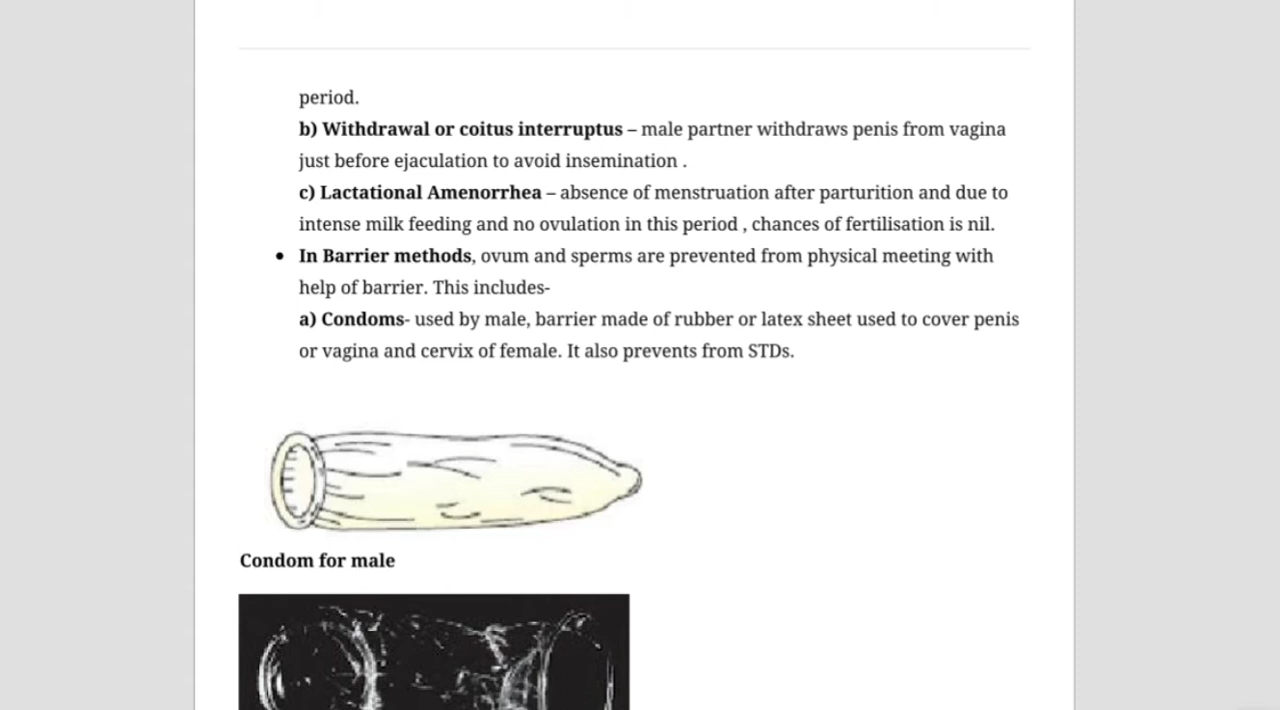 period.
b) Withdrawal or coitus interruptus – male partner withdraws penis from vagina
just before ejaculation to avoid insemination .
c) Lactational Amenorrhea – absence of menstruation after parturition and due to
intense milk feeding and no ovulation in this period , chances of fertilisation is nil.
• In Barrier methods, ovum and sperms are prevented from physical meeting with
help of barrier. This includes-
a) Condoms- used by male, barrier made of rubber or latex sheet used to cover penis
or vagina and cervix of female. It also prevents from STDs.
Condom for male